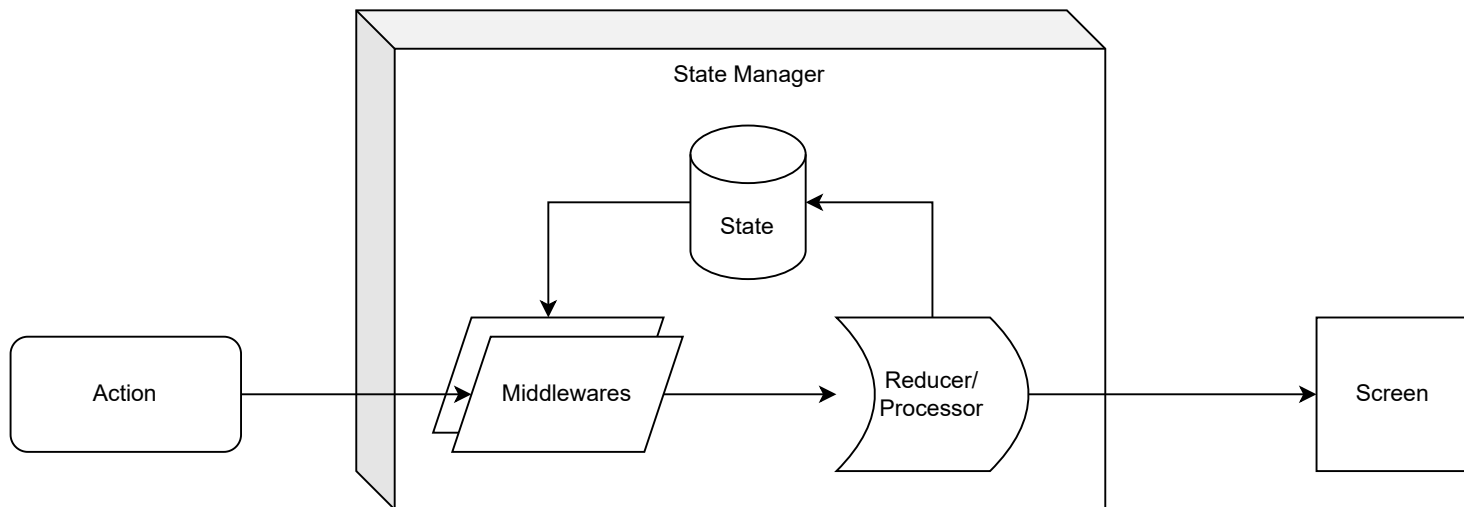 State Manager
State
Action
Middlewares
Reducer/
Processor
Screen